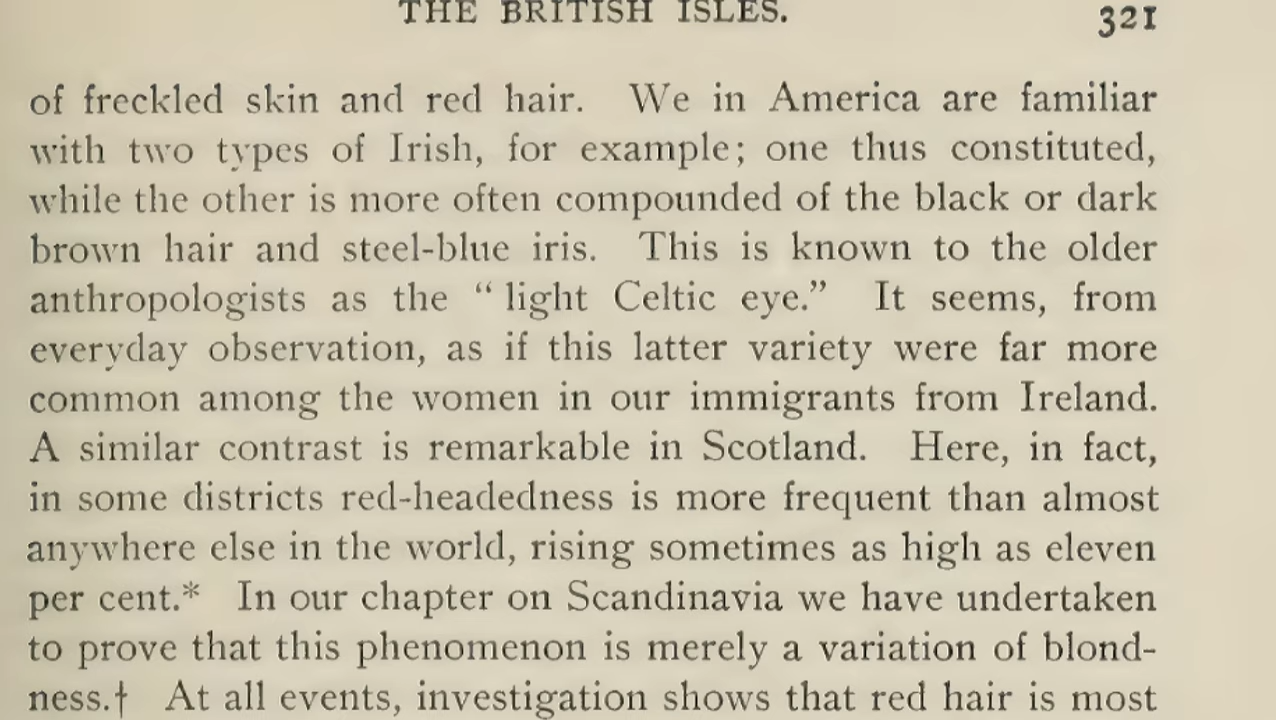 THE BRITISH ISLES. 321
of freckled skin and red hair. We in America are familiar
with two types of Irish, for example; one thus constituted,
while the other is more often compounded of the black or dark
brown hair and steel-blue iris. This is known to the older
anthropologists as the “ light Celtic eye.” It seems, from
everyday observation, as if this latter variety were far more
common among the women in our immigrants from Ireland.
A similar contrast is remarkable in Scotland. Here, in fact,
in some districts red-headedness is more frequent than almost
anywhere else in the world, rising sometimes as high as eleven
per cent.* In our chapter on Scandinavia we have undertaken
to prove that this phenomenon is merely a variation of blond-
ness.† At all events, investigation shows that red hair is most